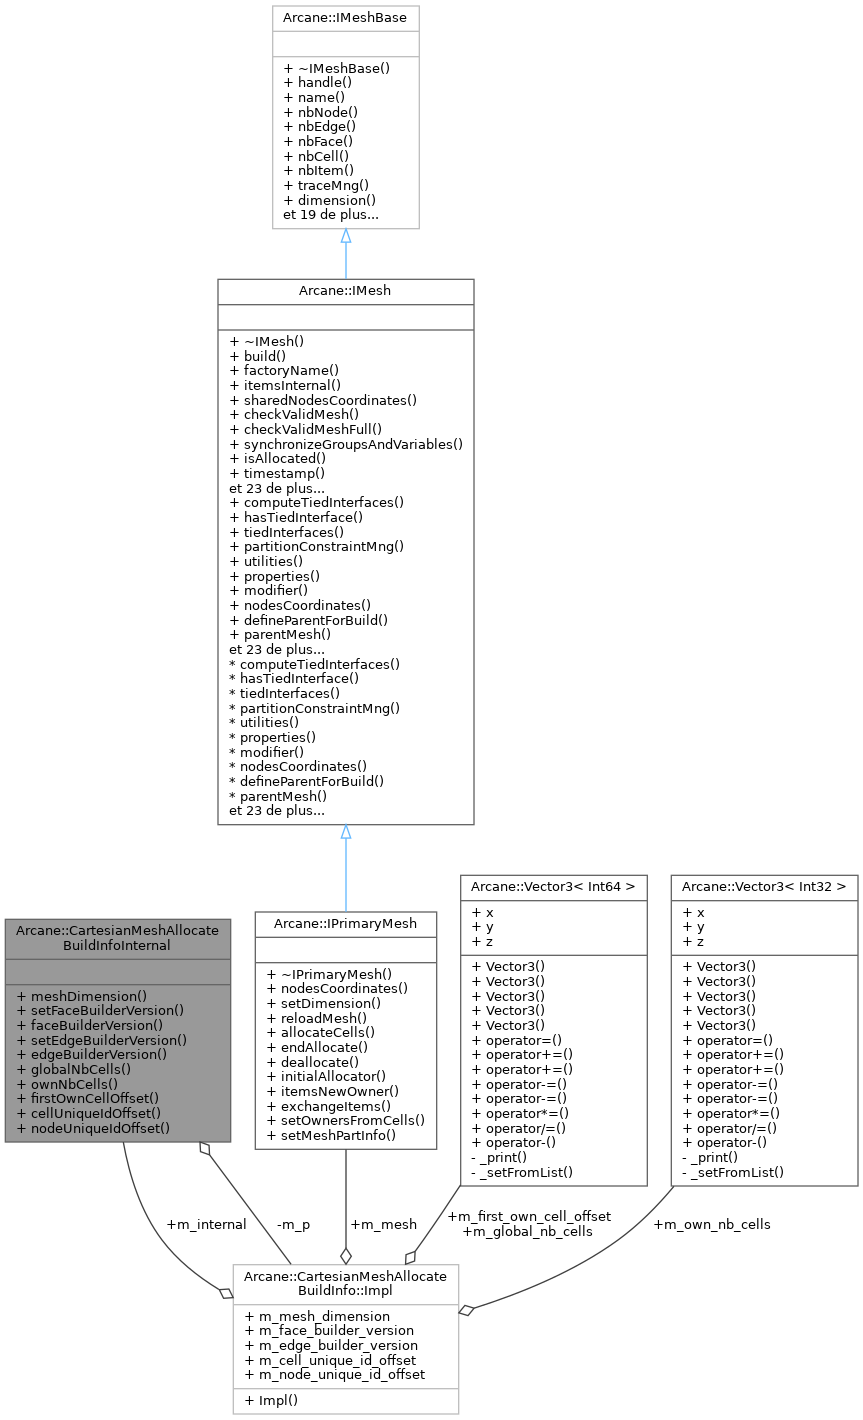 Arcane::IMeshBase
+ ~IMeshBase()
+ handle()
+ name()
+ nbNode()
+ nbEdge()
+ nbFace()
+ nbCell()
+ nbItem()
+ traceMng()
+ dimension()
et 19 de plus...
Arcane::IMesh
+ ~IMesh()
+ build()
+ factoryName()
+ itemsInternal()
+ sharedNodesCoordinates()
+ checkValidMesh()
+ checkValidMeshFull()
+ synchronizeGroupsAndVariables()
+ isAllocated()
+ timestamp()
et 23 de plus...
+ computeTiedInterfaces()
+ hasTiedInterface()
+ tiedInterfaces()
+ partitionConstraintMng()
+ utilities()
+ properties()
+ modifier()
+ nodesCoordinates()
+ defineParentForBuild()
+ parentMesh()
et 23 de plus...
* computeTiedInterfaces()
* hasTiedInterface()
* tiedInterfaces()
* partitionConstraintMng()
* utilities()
* properties()
* modifier()
* nodesCoordinates()
* defineParentForBuild()
* parentMesh()
et 23 de plus...
Arcane::CartesianMeshAllocate
BuildInfoInternal
+ meshDimension()
+ setFaceBuilderVersion()
+ faceBuilderVersion()
+ setEdgeBuilderVersion()
+ edgeBuilderVersion()
+ globalNbCells()
+ ownNbCells()
+ firstOwnCellOffset()
+ cellUniqueIdOffset()
+ nodeUniqueIdOffset()
Arcane::IPrimaryMesh
+ ~IPrimaryMesh()
+ nodesCoordinates()
+ setDimension()
+ reloadMesh()
+ allocateCells()
+ endAllocate()
+ deallocate()
+ initialAllocator()
+ itemsNewOwner()
+ exchangeItems()
+ setOwnersFromCells()
+ setMeshPartInfo()
Arcane::Vector3< Int64 >
+ x
+ y
+ z
+ Vector3()
+ Vector3()
+ Vector3()
+ Vector3()
+ Vector3()
+ operator=()
+ operator+=()
+ operator+=()
+ operator-=()
+ operator-=()
+ operator*=()
+ operator/=()
+ operator-()
- _print()
- _setFromList()
Arcane::Vector3< Int32 >
+ x
+ y
+ z
+ Vector3()
+ Vector3()
+ Vector3()
+ Vector3()
+ Vector3()
+ operator=()
+ operator+=()
+ operator+=()
+ operator-=()
+ operator-=()
+ operator*=()
+ operator/=()
+ operator-()
- _print()
- _setFromList()
+m_internal
-m_p
+m_mesh
+m_first_own_cell_offset
+m_global_nb_cells
+m_own_nb_cells
Arcane::CartesianMeshAllocate
BuildInfo::Impl
+ m_mesh_dimension
+ m_face_builder_version
+ m_edge_builder_version
+ m_cell_unique_id_offset
+ m_node_unique_id_offset
+ Impl()